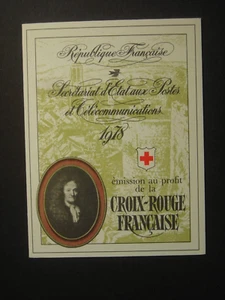 République Française
Secrétariat d'Etat aux Postes
et Télécommunications
1978
émission au profit
de la
CROIX-ROUGE
FRANÇAISE